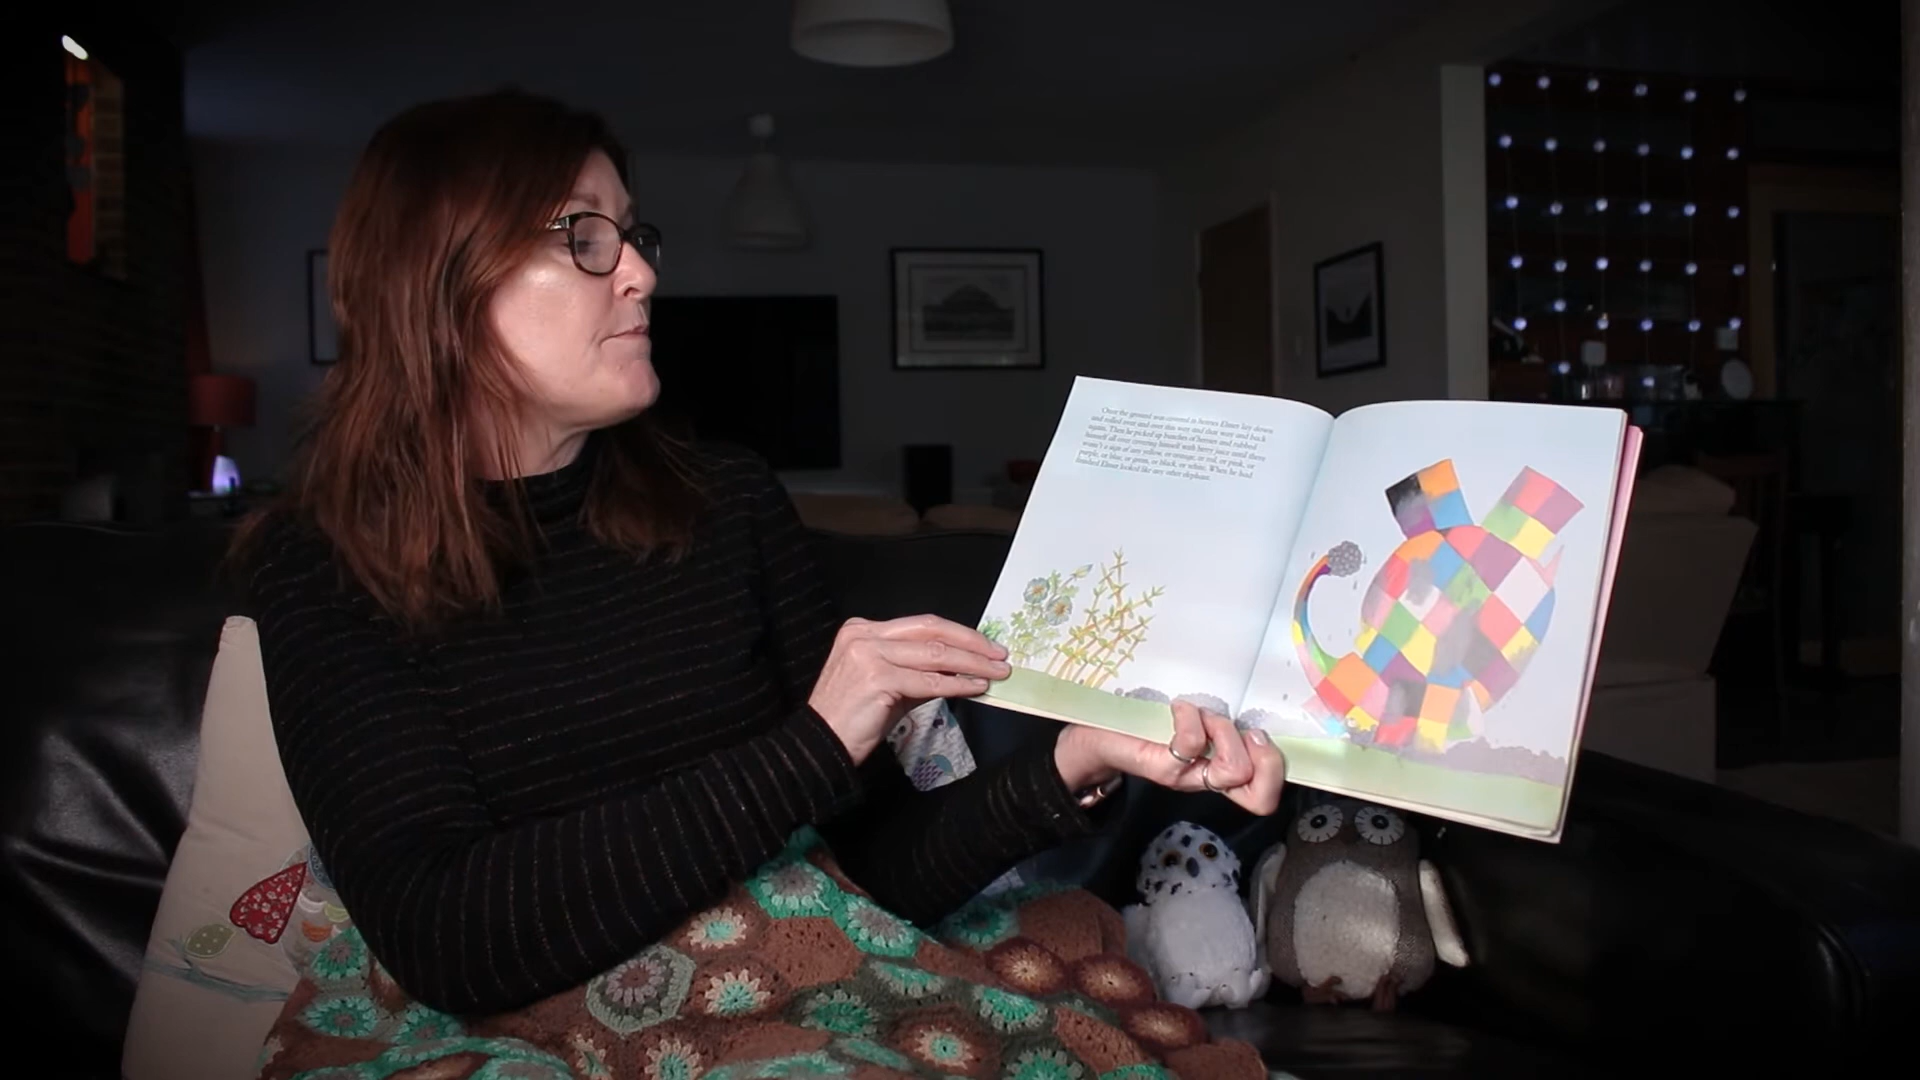 Once the ground was covered in berries Elmer lay down
and rolled over and over this way and that way and back
again. Then he picked up bunches of berries and rubbed
himself all over, covering himself with berry juice until there
wasn't a sign of any yellow, or orange, or red, or pink, or
purple, or blue, or green, or black, or white. When he had
finished Elmer looked like any other elephant.